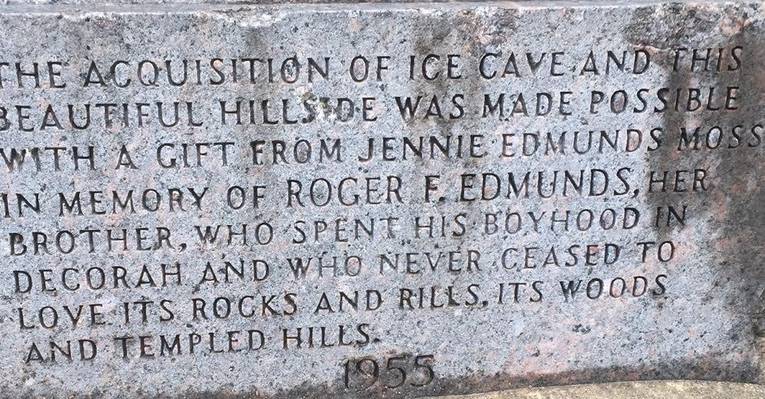 THE ACQUISITION OF ICE CAVE AND THIS
BEAUTIFUL HILLSIDE WAS MADE POSSIBLE
WITH A GIFT FROM JENNIE EDMUNDS MOSS
IN MEMORY OF ROGER F. EDMUNDS, HER
BROTHER, WHO SPENT HIS BOYHOOD IN
DECORAH AND WHO NEVER CEASED TO
LOVE ITS ROCKS AND RILLS, ITS WOODS
AND TEMPLED HILLS.
1955